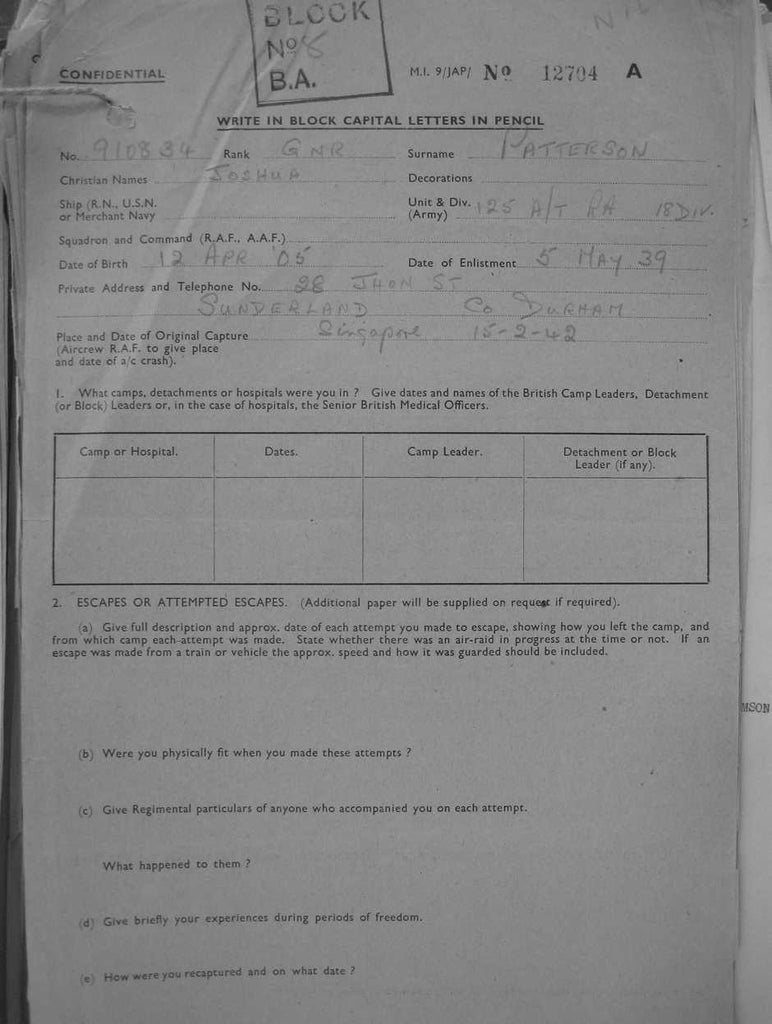 BLOCK
No 8
B.A.
NIL
CONFIDENTIAL
M.I. 9/JAP/ No 12704 A
WRITE IN BLOCK CAPITAL LETTERS IN PENCIL
No. 910834 Rank GNR Surname PATTERSON
Christian Names JOSHUA Decorations
Ship (R.N., U.S.N. or Merchant Navy
Unit & Div. (Army) 125 A/T RA 18 DIV.
Squadron and Command (R.A.F., A.A.F.)
Date of Birth 12 APR '05 Date of Enlistment 5 MAY 39
Private Address and Telephone No. 28 JHON ST
SUNDERLAND CO DURHAM
Place and Date of Original Capture Singapore 15-2-42
(Aircrew R.A.F. to give place
and date of a/c crash).
1. What camps, detachments or hospitals were you in ? Give dates and names of the British Camp Leaders, Detachment
(or Block) Leaders or, in the case of hospitals, the Senior British Medical Officers.
Camp or Hospital. Dates. Camp Leader. Detachment or Block
Leader (if any).
2. ESCAPES OR ATTEMPTED ESCAPES. (Additional paper will be supplied on request if required).
(a) Give full description and approx. date of each attempt you made to escape, showing how you left the camp, and
from which camp each attempt was made. State whether there was an air-raid in progress at the time or not. If an
escape was made from a train or vehicle the approx. speed and how it was guarded should be included.
MSON
(b) Were you physically fit when you made these attempts ?
(c) Give Regimental particulars of anyone who accompanied you on each attempt.
What happened to them ?
(d) Give briefly your experiences during periods of freedom.
(e) How were you recaptured and on what date ?